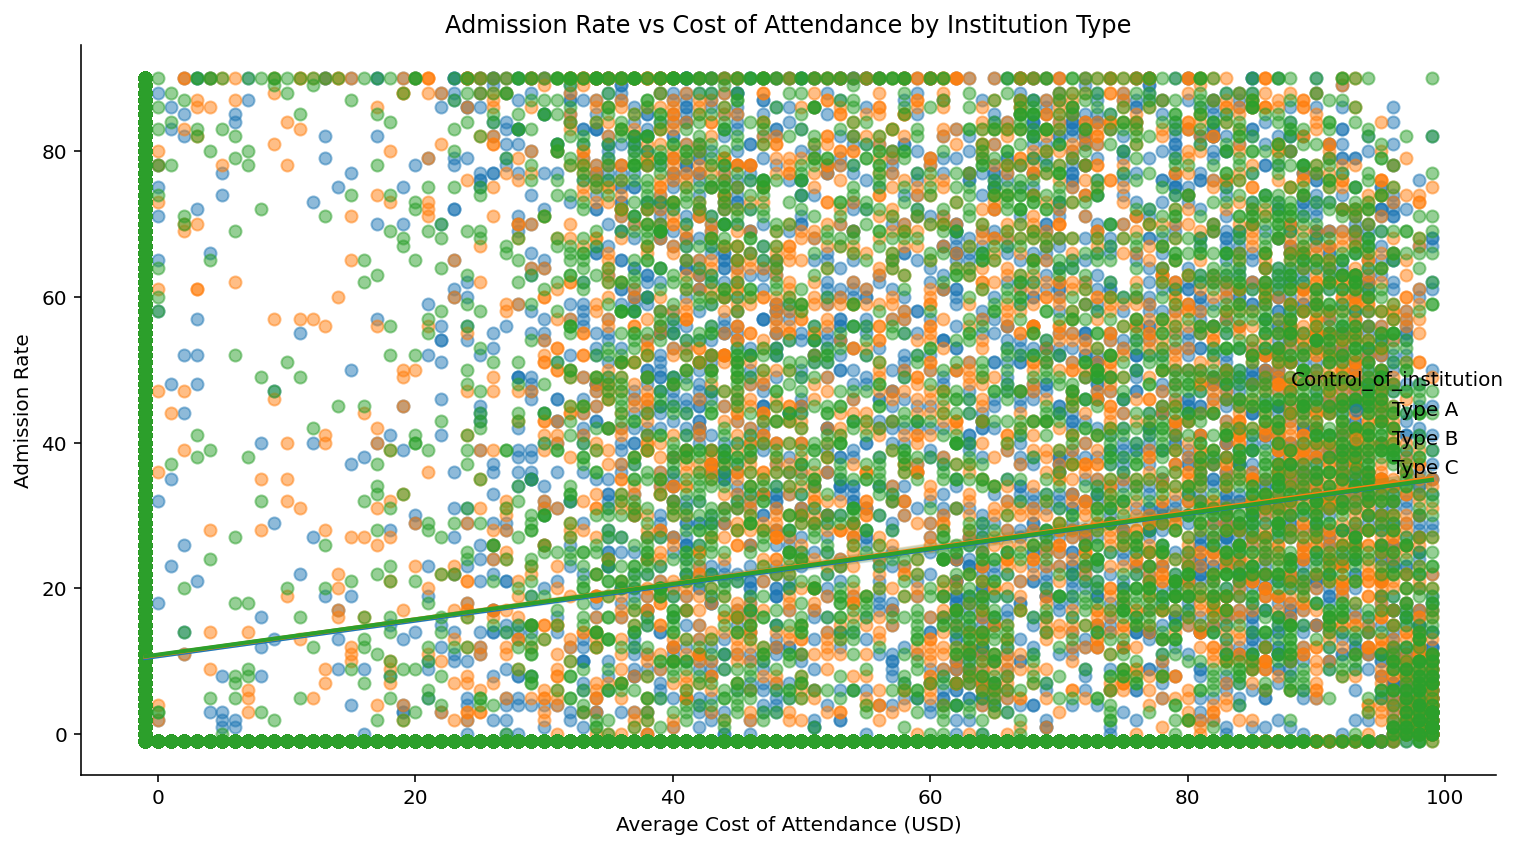 Admission Rate vs Cost of Attendance by Institution Type
Admission Rate
80
60
40
20
0
Control_of_institution
Type A
Type B
Type C
0 20 40 60 80 100
Average Cost of Attendance (USD)